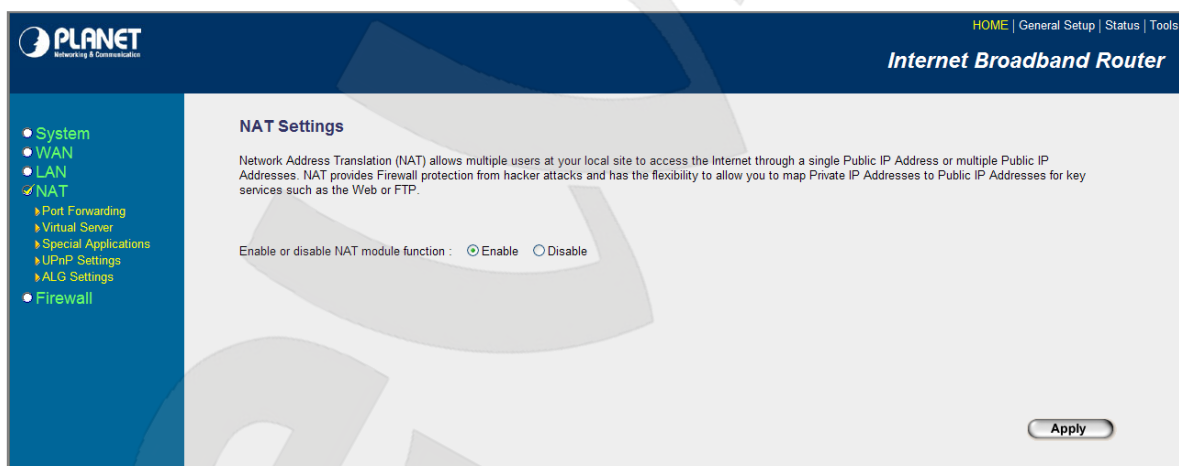 PLANET
Networking & Communication
HOME | General Setup | Status | Tools
Internet Broadband Router
System
WAN
LAN
NAT
Port Forwarding
Virtual Server
Special Applications
UPnP Settings
ALG Settings
Firewall
NAT Settings
Network Address Translation (NAT) allows multiple users at your local site to access the Internet through a single Public IP Address or multiple Public IP
Addresses. NAT provides Firewall protection from hacker attacks and has the flexibility to allow you to map Private IP Addresses to Public IP Addresses for key
services such as the Web or FTP.
Enable or disable NAT module function : Enable Disable
Apply